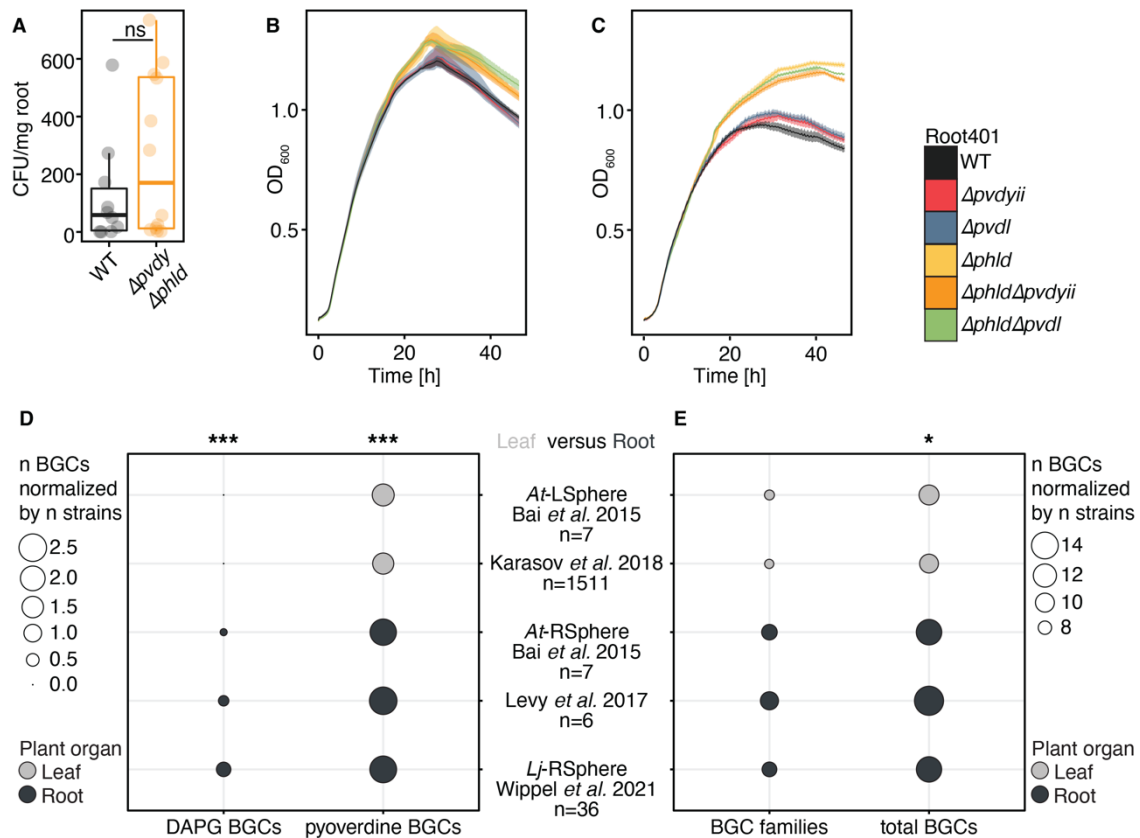 A
ns
CFU/mg root
600
400
200
0
WT
Δpvdy
Δphld
B
OD600
1.0
0.5
0
20
40
Time [h]
C
OD600
1.0
0.5
0
20
40
Time [h]
Root401
WT
Δpvdyii
Δpvdl
Δphld
ΔphldΔpvdyii
ΔphldΔpvdl
D
***
***
Leaf versus Root
n BGCs
normalized
by n strains
2.5
2.0
1.5
1.0
0.5
0.0
Plant organ
Leaf
Root
DAPG BGCs
pyoverdine BGCs
At-LSphere
Bai et al. 2015
n=7
Karasov et al. 2018
n=1511
At-RSphere
Bai et al. 2015
n=7
Levy et al. 2017
n=6
Lj-RSphere
Wippel et al. 2021
n=36
E
*
BGC families
total BGCs
n BGCs
normalized
by n strains
14
12
10
8
Plant organ
Leaf
Root